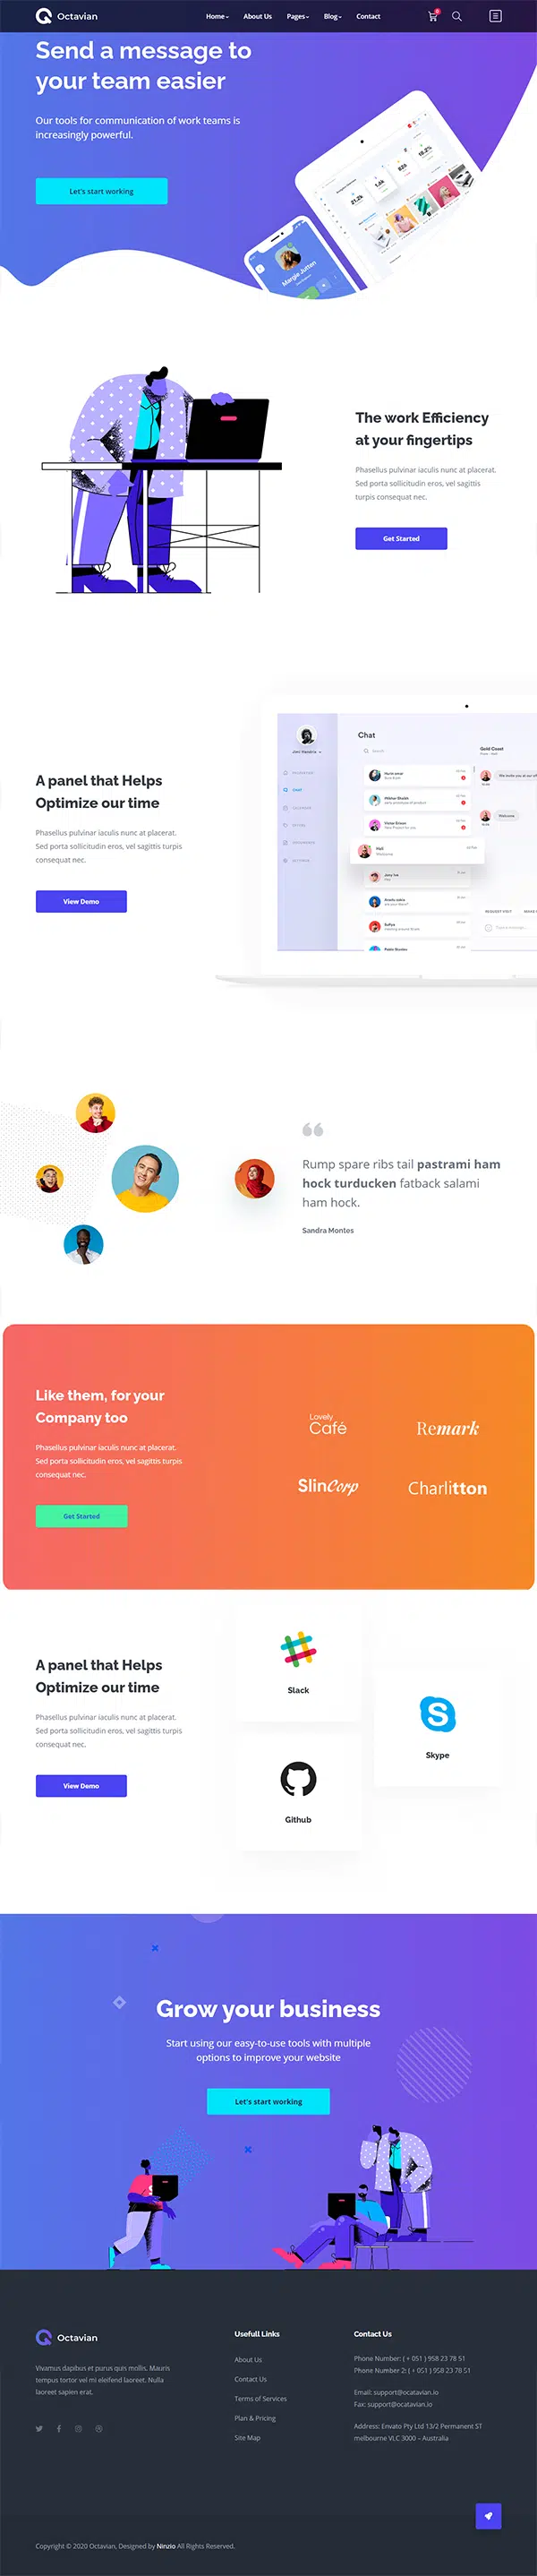 Octavian
Home
About Us
Pages
Blog
Contact
Send a message to
your team easier
Our tools for communication of work teams is
increasingly powerful.
Let's start working
Margie Jutten
The work Efficiency
at your fingertips
Phasellus pulvinar iaculis nunc at placerat.
Sed porta sollicitudin eros, vel sagittis
turpis consequat nec.
Get Started
A panel that Helps
Optimize our time
Phasellus pulvinar iaculis nunc at placerat.
Sed porta sollicitudin eros, vel sagittis turpis
consequat nec.
View Demo
Chat
Search
Gold Coast
CHAT
Welcome
REQUEST VISIT
Rump spare ribs tail pastrami ham
hock turducken fatback salami
ham hock.
Sandra Montes
Like them, for your
Company too
Phasellus pulvinar iaculis nunc at placerat.
Sed porta sollicitudin eros, vel sagittis turpis
consequat nec.
Get Started
Lovely
Café
Remark
SlinCorp
Charlitton
A panel that Helps
Optimize our time
Phasellus pulvinar iaculis nunc at placerat.
Sed porta sollicitudin eros, vel sagittis turpis
consequat nec.
View Demo
Slack
Skype
Github
Grow your business
Start using our easy-to-use tools with multiple
options to improve your website
Let's start working
Octavian
Vivamus dapibus et purus quis mollis. Mauris
tempus tortor vel mi eleifend laoreet. Nulla
laoreet sapien erat.
Usefull Links
About Us
Contact Us
Terms of Services
Plan & Pricing
Site Map
Contact Us
Phone Number: ( + 051 ) 958 23 78 51
Phone Number 2: ( + 051 ) 958 23 78 51
Email: support@ocatavian.io
Fax: support@ocatavian.io
Address: Envato Pty Ltd 13/2 Permanent ST
melbourne VLC 3000 – Australia
Copyright © 2020 Octavian, Designed by Ninzio All Rights Reserved.